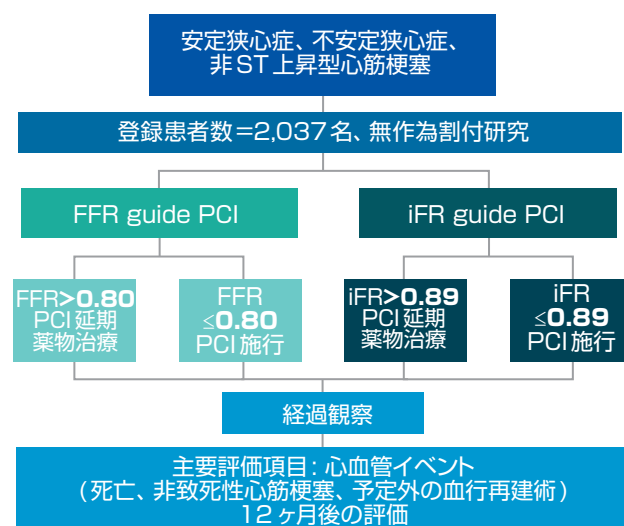 安定狭心症、不安定狭心症、
非ST上昇型心筋梗塞
登録患者数＝2,037名、無作為割付研究
FFR guide PCI
iFR guide PCI
FFR>0.80
PCI延期
薬物治療
FFR
≤0.80
PCI施行
iFR>0.89
PCI延期
薬物治療
iFR
≤0.89
PCI施行
経過観察
主要評価項目：心血管イベント
（死亡、非致死性心筋梗塞、予定外の血行再建術）
12ヶ月後の評価